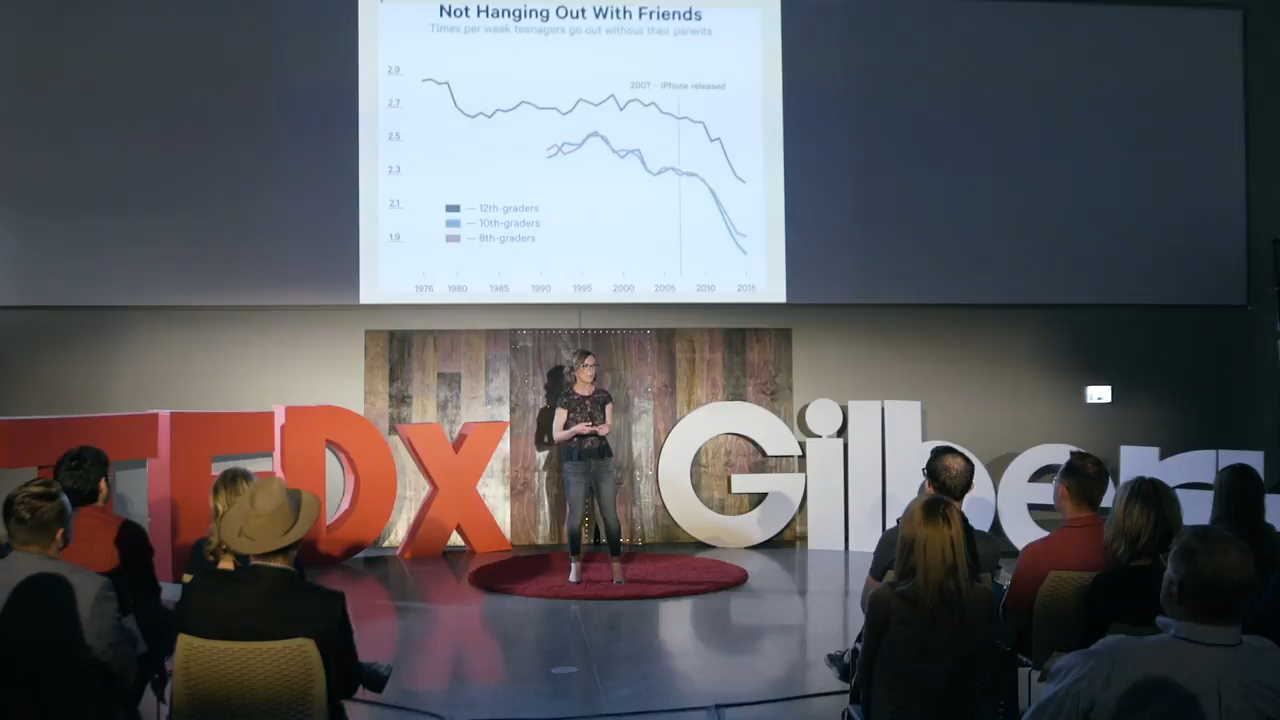 Not Hanging Out With Friends
Times per week teenagers go out without their parents
2007 - iPhone released
2.9
2.7
2.5
2.3
2.1
1.9
— 12th-graders
— 10th-graders
— 8th-graders
1976 1980 1985 1990 1995 2000 2005 2010 2015
TEDx Gilbert